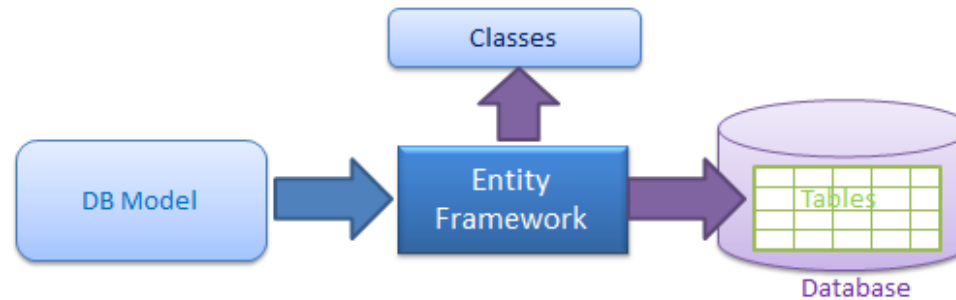 Classes
DB Model
Entity
Framework
Tables
Database